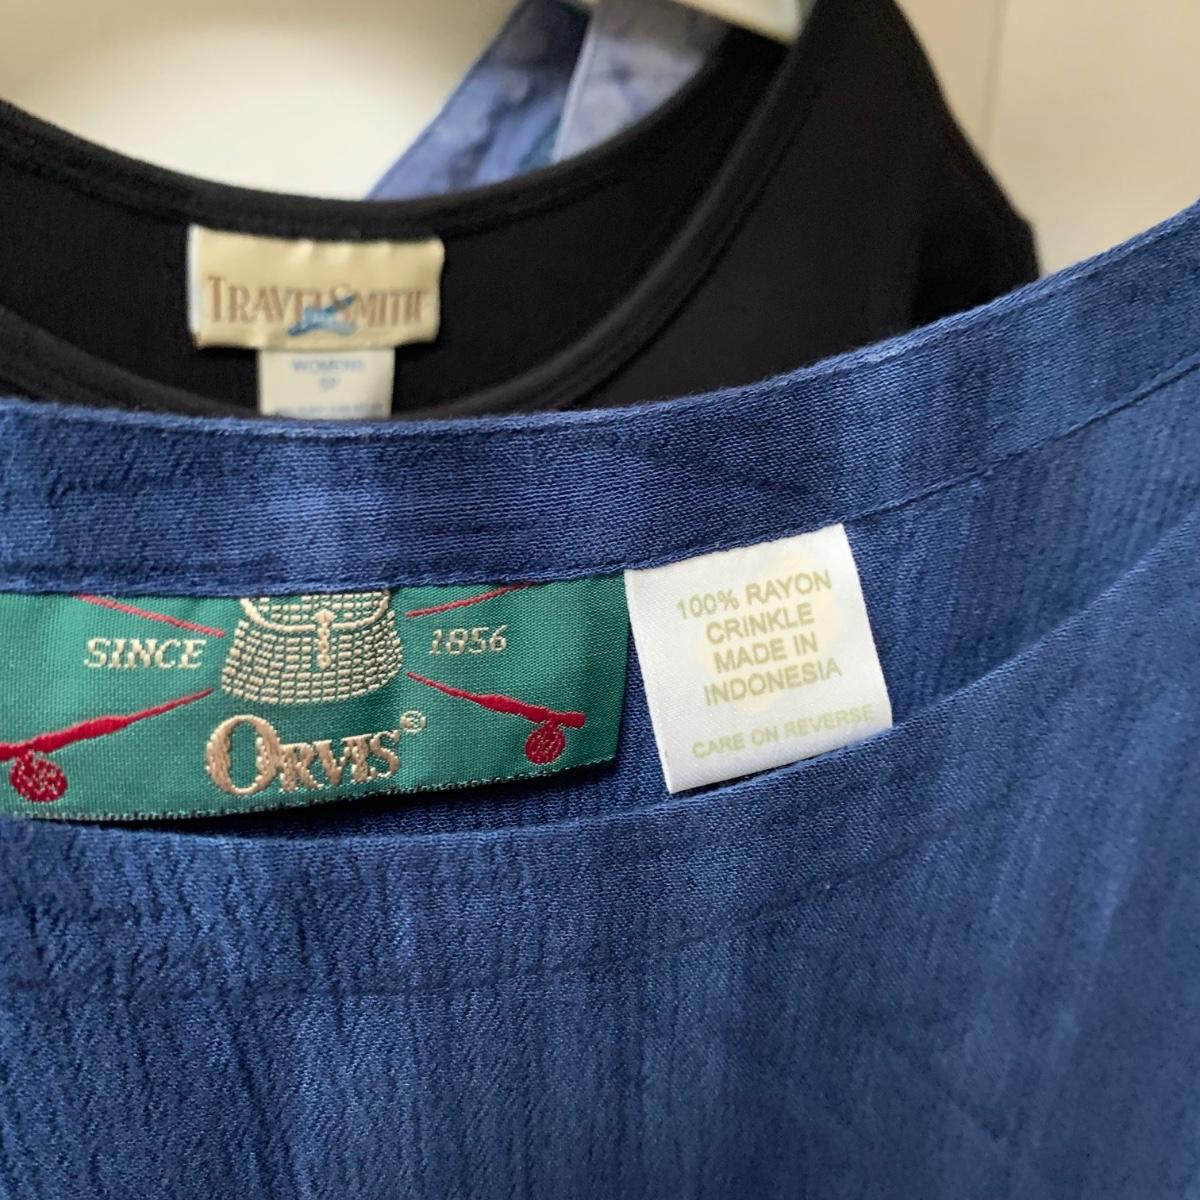 TRAVELSMITH
WOMENS
SP
SINCE 1856
ORVIS®
100% RAYON
CRINKLE
MADE IN
INDONESIA
CARE ON REVERSE